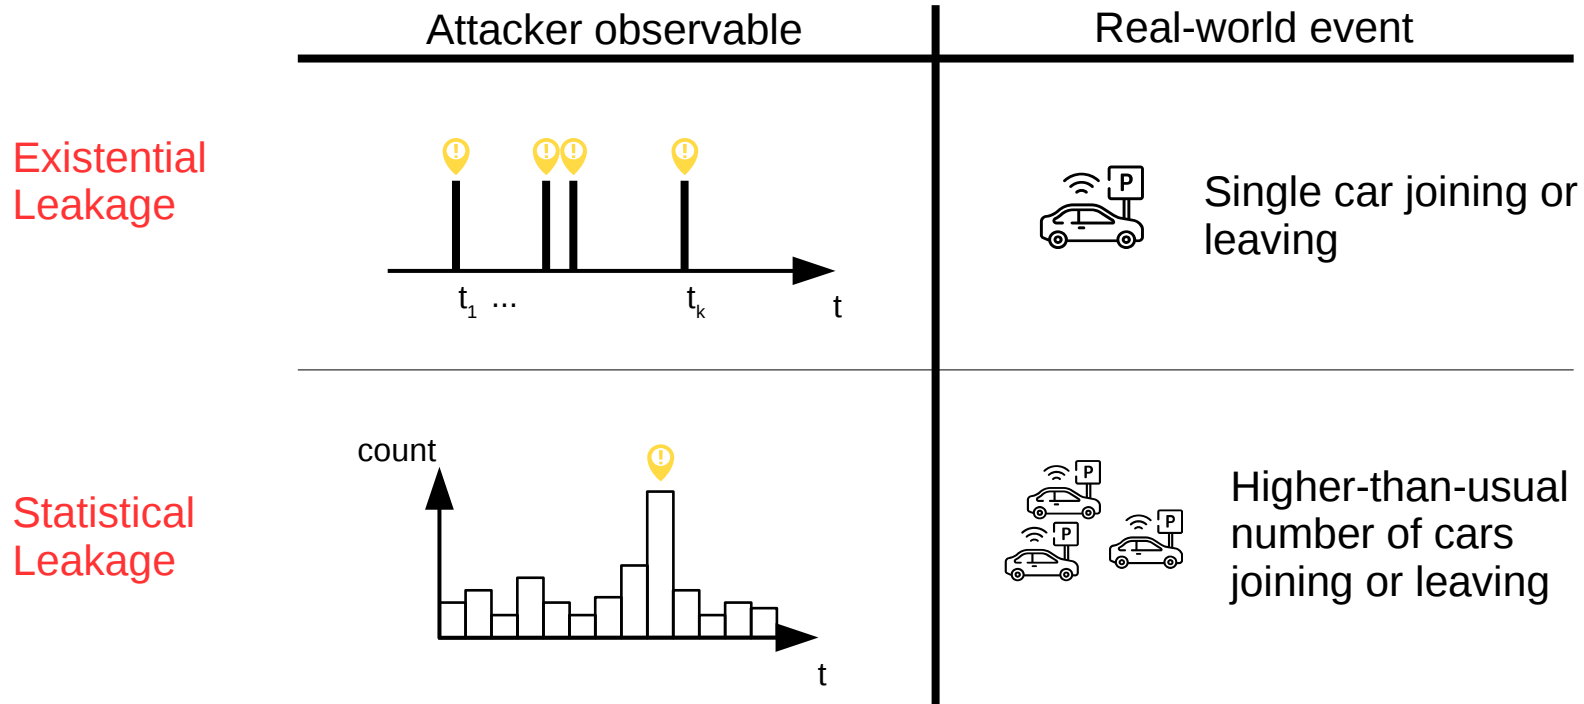 Attacker observable
Real-world event
Existential
Leakage
! ! ! !
t1 ... tk t
P
Single car joining or
leaving
Statistical
Leakage
count
!
t
P
P
P
Higher-than-usual
number of cars
joining or leaving